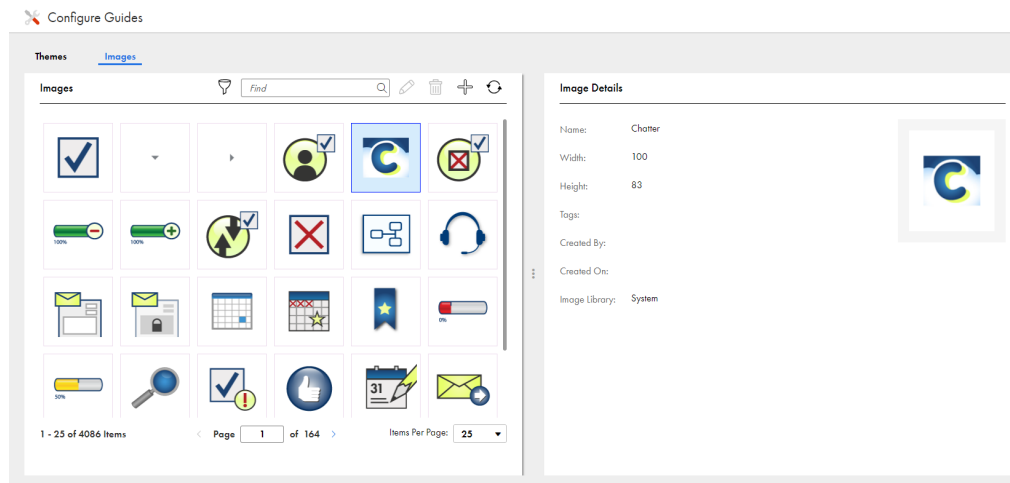 Configure Guides
Themes Images
Images Find
Image Details
Name: Chatter
Width: 100
Height: 83
Tags:
Created By:
Created On:
Image Library: System
C
C
100% 100%
0%
50% 31
1 - 25 of 4086 Items Page 1 of 164 Items Per Page: 25